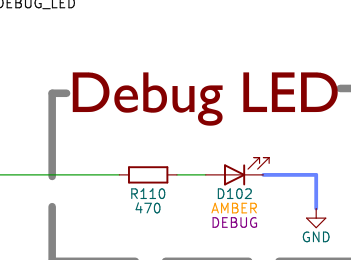 DEBUG_LED
Debug LED
R110
470
D102
AMBER
DEBUG
GND